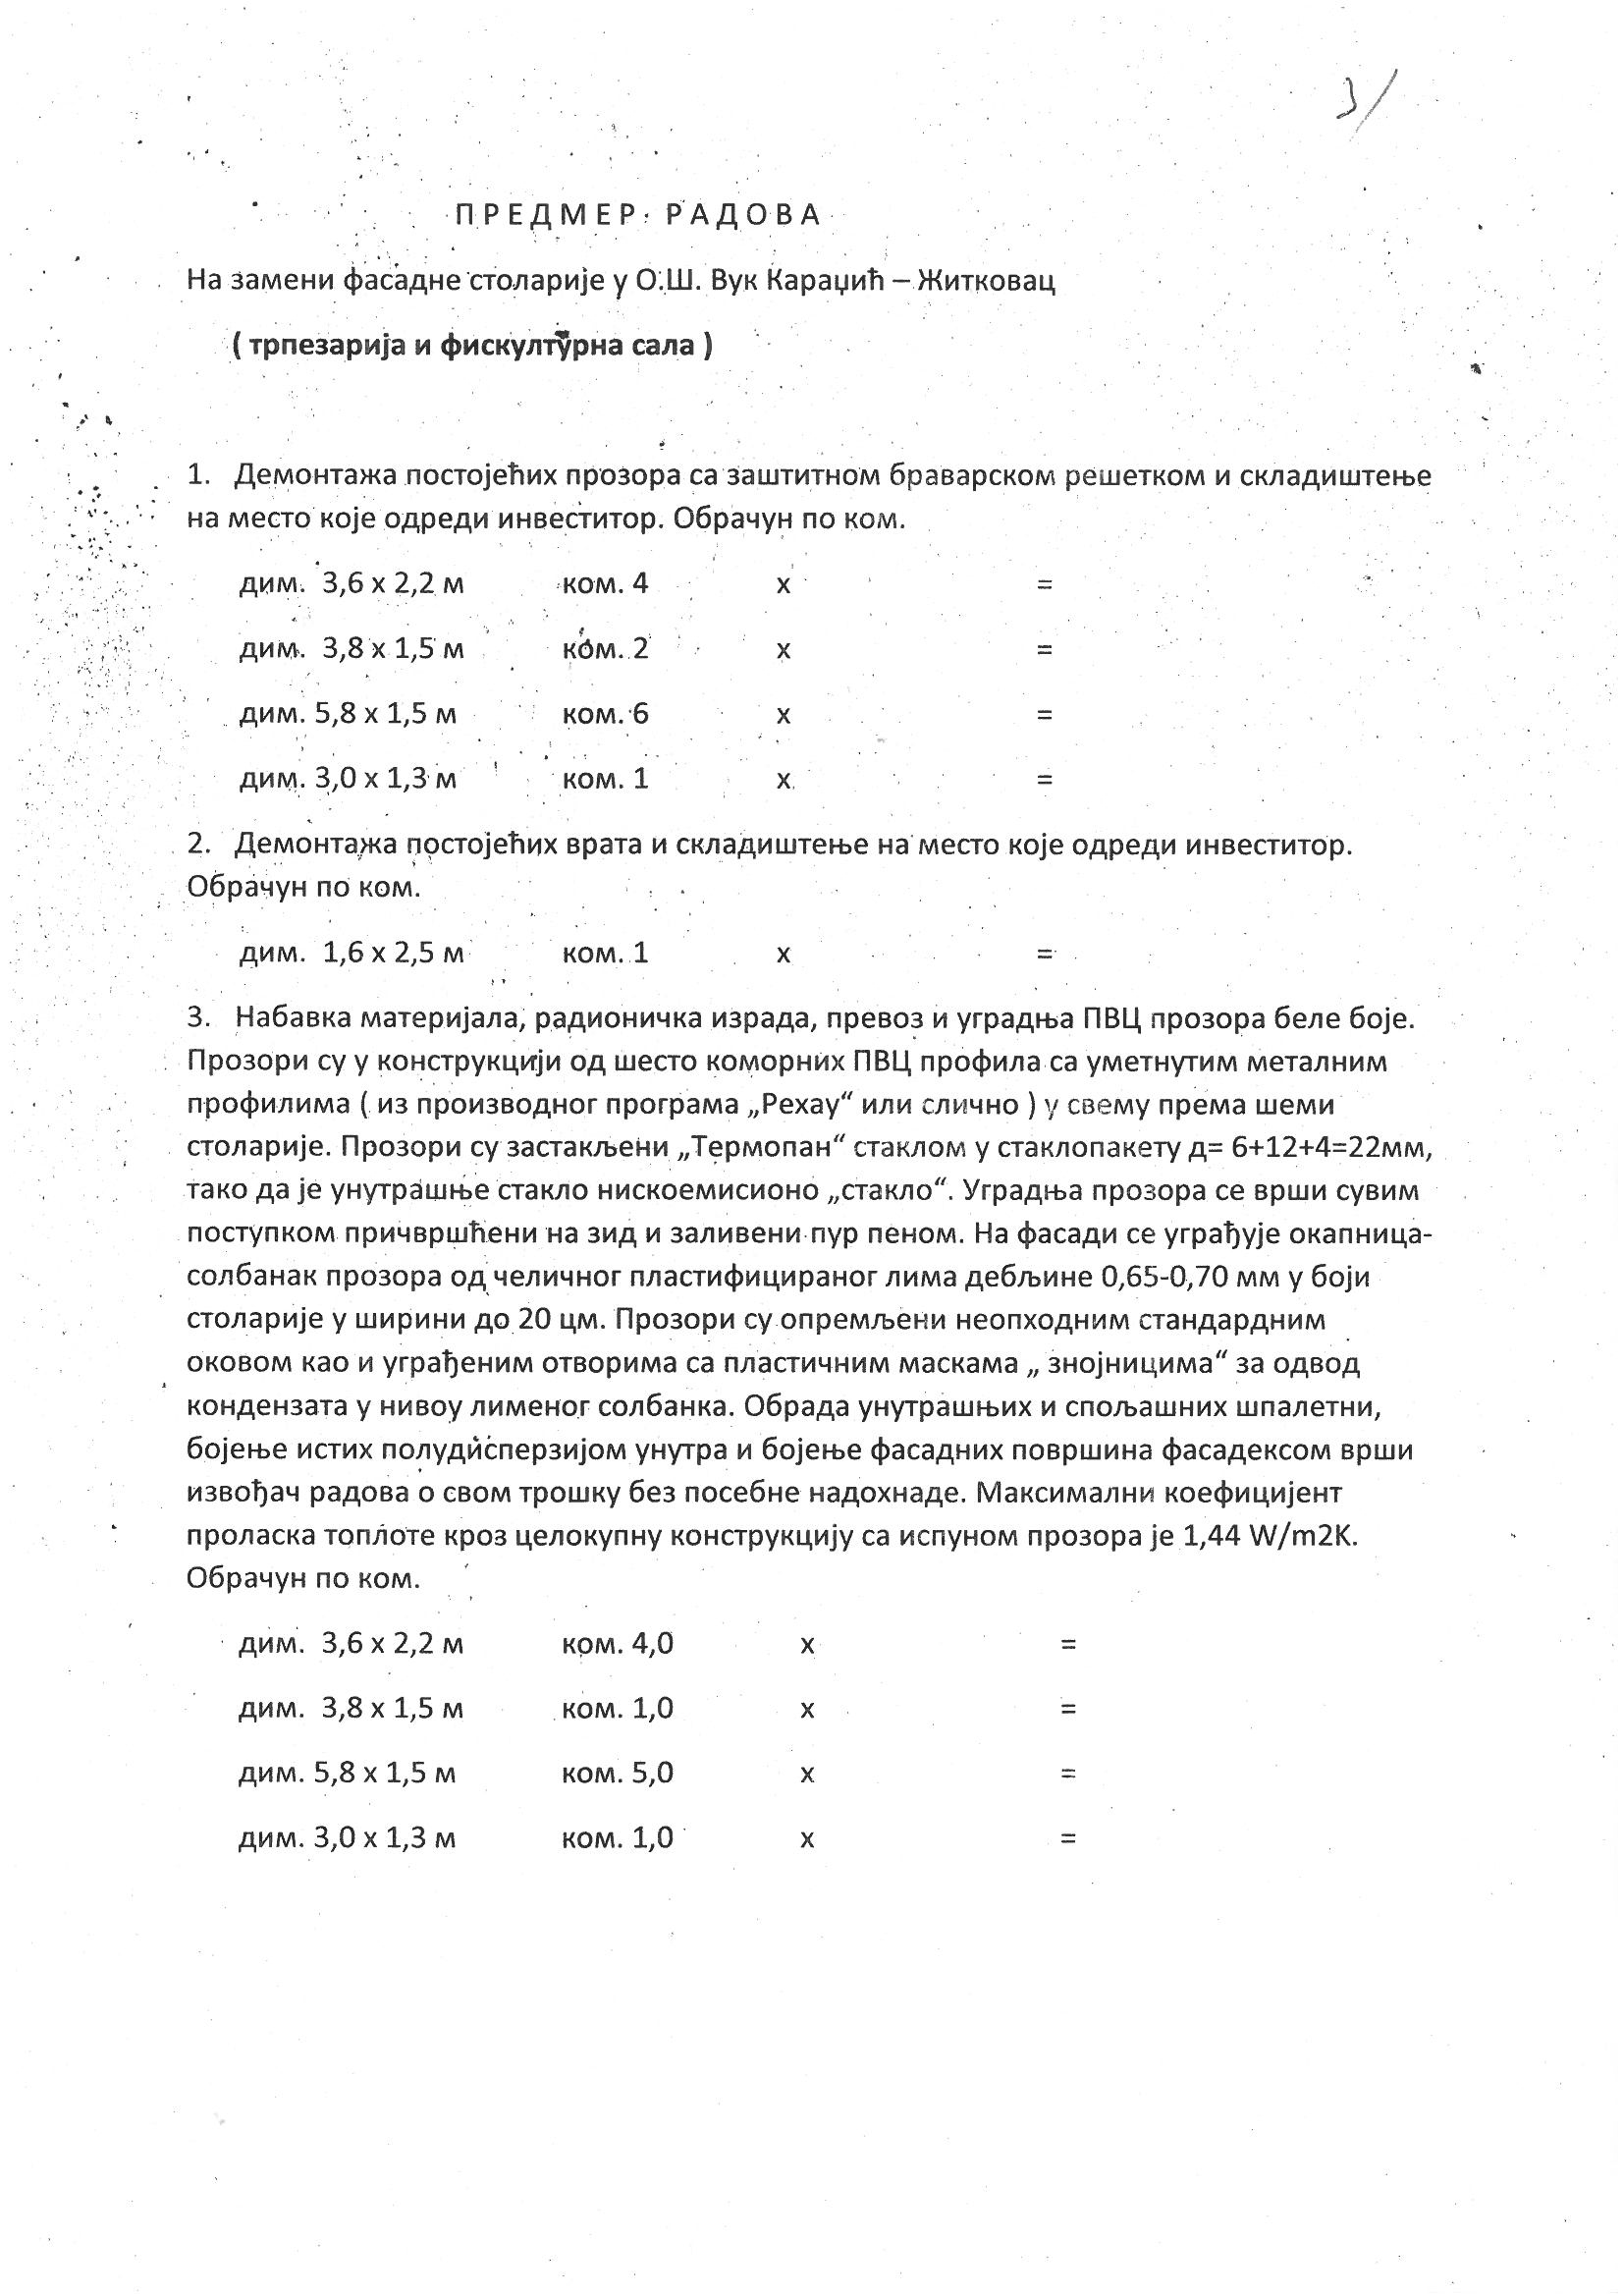 3/
П Р Е Д М Е Р  Р А Д О В А
На замени фасадне столарије у О.Ш. Вук Караџић – Житковац
( трпезарија и фискултурна сала )
1. Демонтажа постојећих прозора са заштитном браварском решетком и складиштење
на место које одреди инвеститор. Обрачун по ком.
дим. 3,6 x 2,2 м ком. 4 x =
дим. 3,8 x 1,5 м ком. 2 x =
дим. 5,8 x 1,5 м ком. 6 x =
дим. 3,0 x 1,3 м ком. 1 x =
2. Демонтажа постојећих врата и складиштење на место које одреди инвеститор.
Обрачун по ком.
дим. 1,6 x 2,5 м ком. 1 x =
3. Набавка материјала, радионичка израда, превоз и уградња ПВЦ прозора беле боје.
Прозори су у конструкцији од шесто коморних ПВЦ профила са уметнутим металним
профилима ( из производног програма „Рехау“ или слично ) у свему према шеми
столарије. Прозори су застакљени „Термопан“ стаклом у стаклопакету д= 6+12+4=22мм,
тако да је унутрашње стакло нискоемисионо „стакло“. Уградња прозора се врши сувим
поступком причвршћени на зид и заливени пур пеном. На фасади се уграђује окапница-
солбанак прозора од челичног пластифицираног лима дебљине 0,65-0,70 мм у боји
столарије у ширини до 20 цм. Прозори су опремљени неопходним стандардним
оковом као и уграђеним отворима са пластичним маскама „ знојницима“ за одвод
кондензата у нивоу лименог солбанка. Обрада унутрашњих и спољашних шпалетни,
бојење истих полудисперзијом унутра и бојење фасадних површина фасадексом врши
извођач радова о свом трошку без посебне надохнаде. Максимални коефицијент
проласка топлоте кроз целокупну конструкцију са испуном прозора је 1,44 W/m2K.
Обрачун по ком.
дим. 3,6 x 2,2 м ком. 4,0 x =
дим. 3,8 x 1,5 м ком. 1,0 x =
дим. 5,8 x 1,5 м ком. 5,0 x =
дим. 3,0 x 1,3 м ком. 1,0 x =